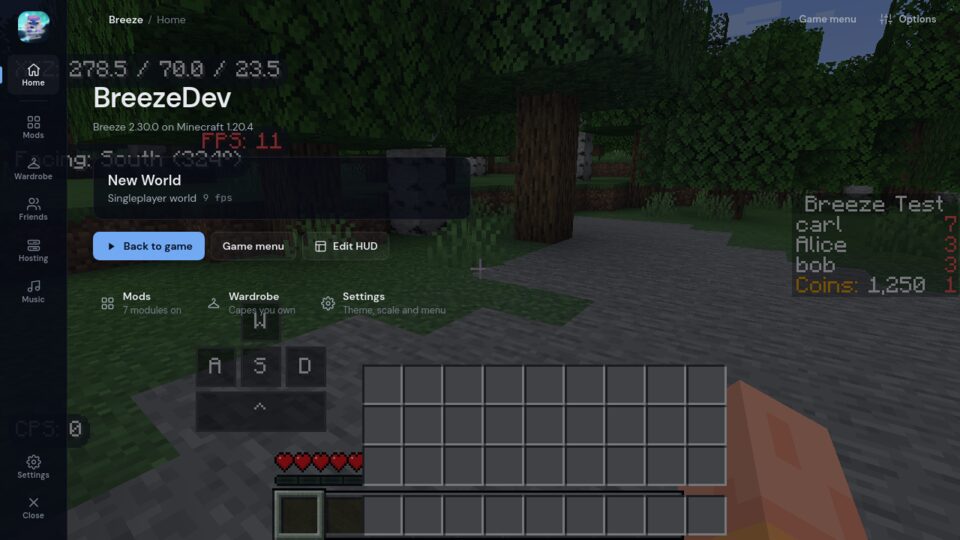 Breeze / Home
Game menu
Options
Home
XYZ: 278.5 / 70.0 / 23.5
BreezeDev
Breeze 2.30.0 on Minecraft 1.20.4
FPS: 11
Mods
Facing: South (324°)
Wardrobe
New World
Singleplayer world 9 fps
Friends
Breeze Test
carl 7
Alice 3
bob 3
Coins: 1,250 1
Hosting
Back to game
Game menu
Edit HUD
Music
Mods
7 modules on
Wardrobe
Capes you own
Settings
Theme, scale and menu
W
A S D
^
CPS: 0
Settings
Close